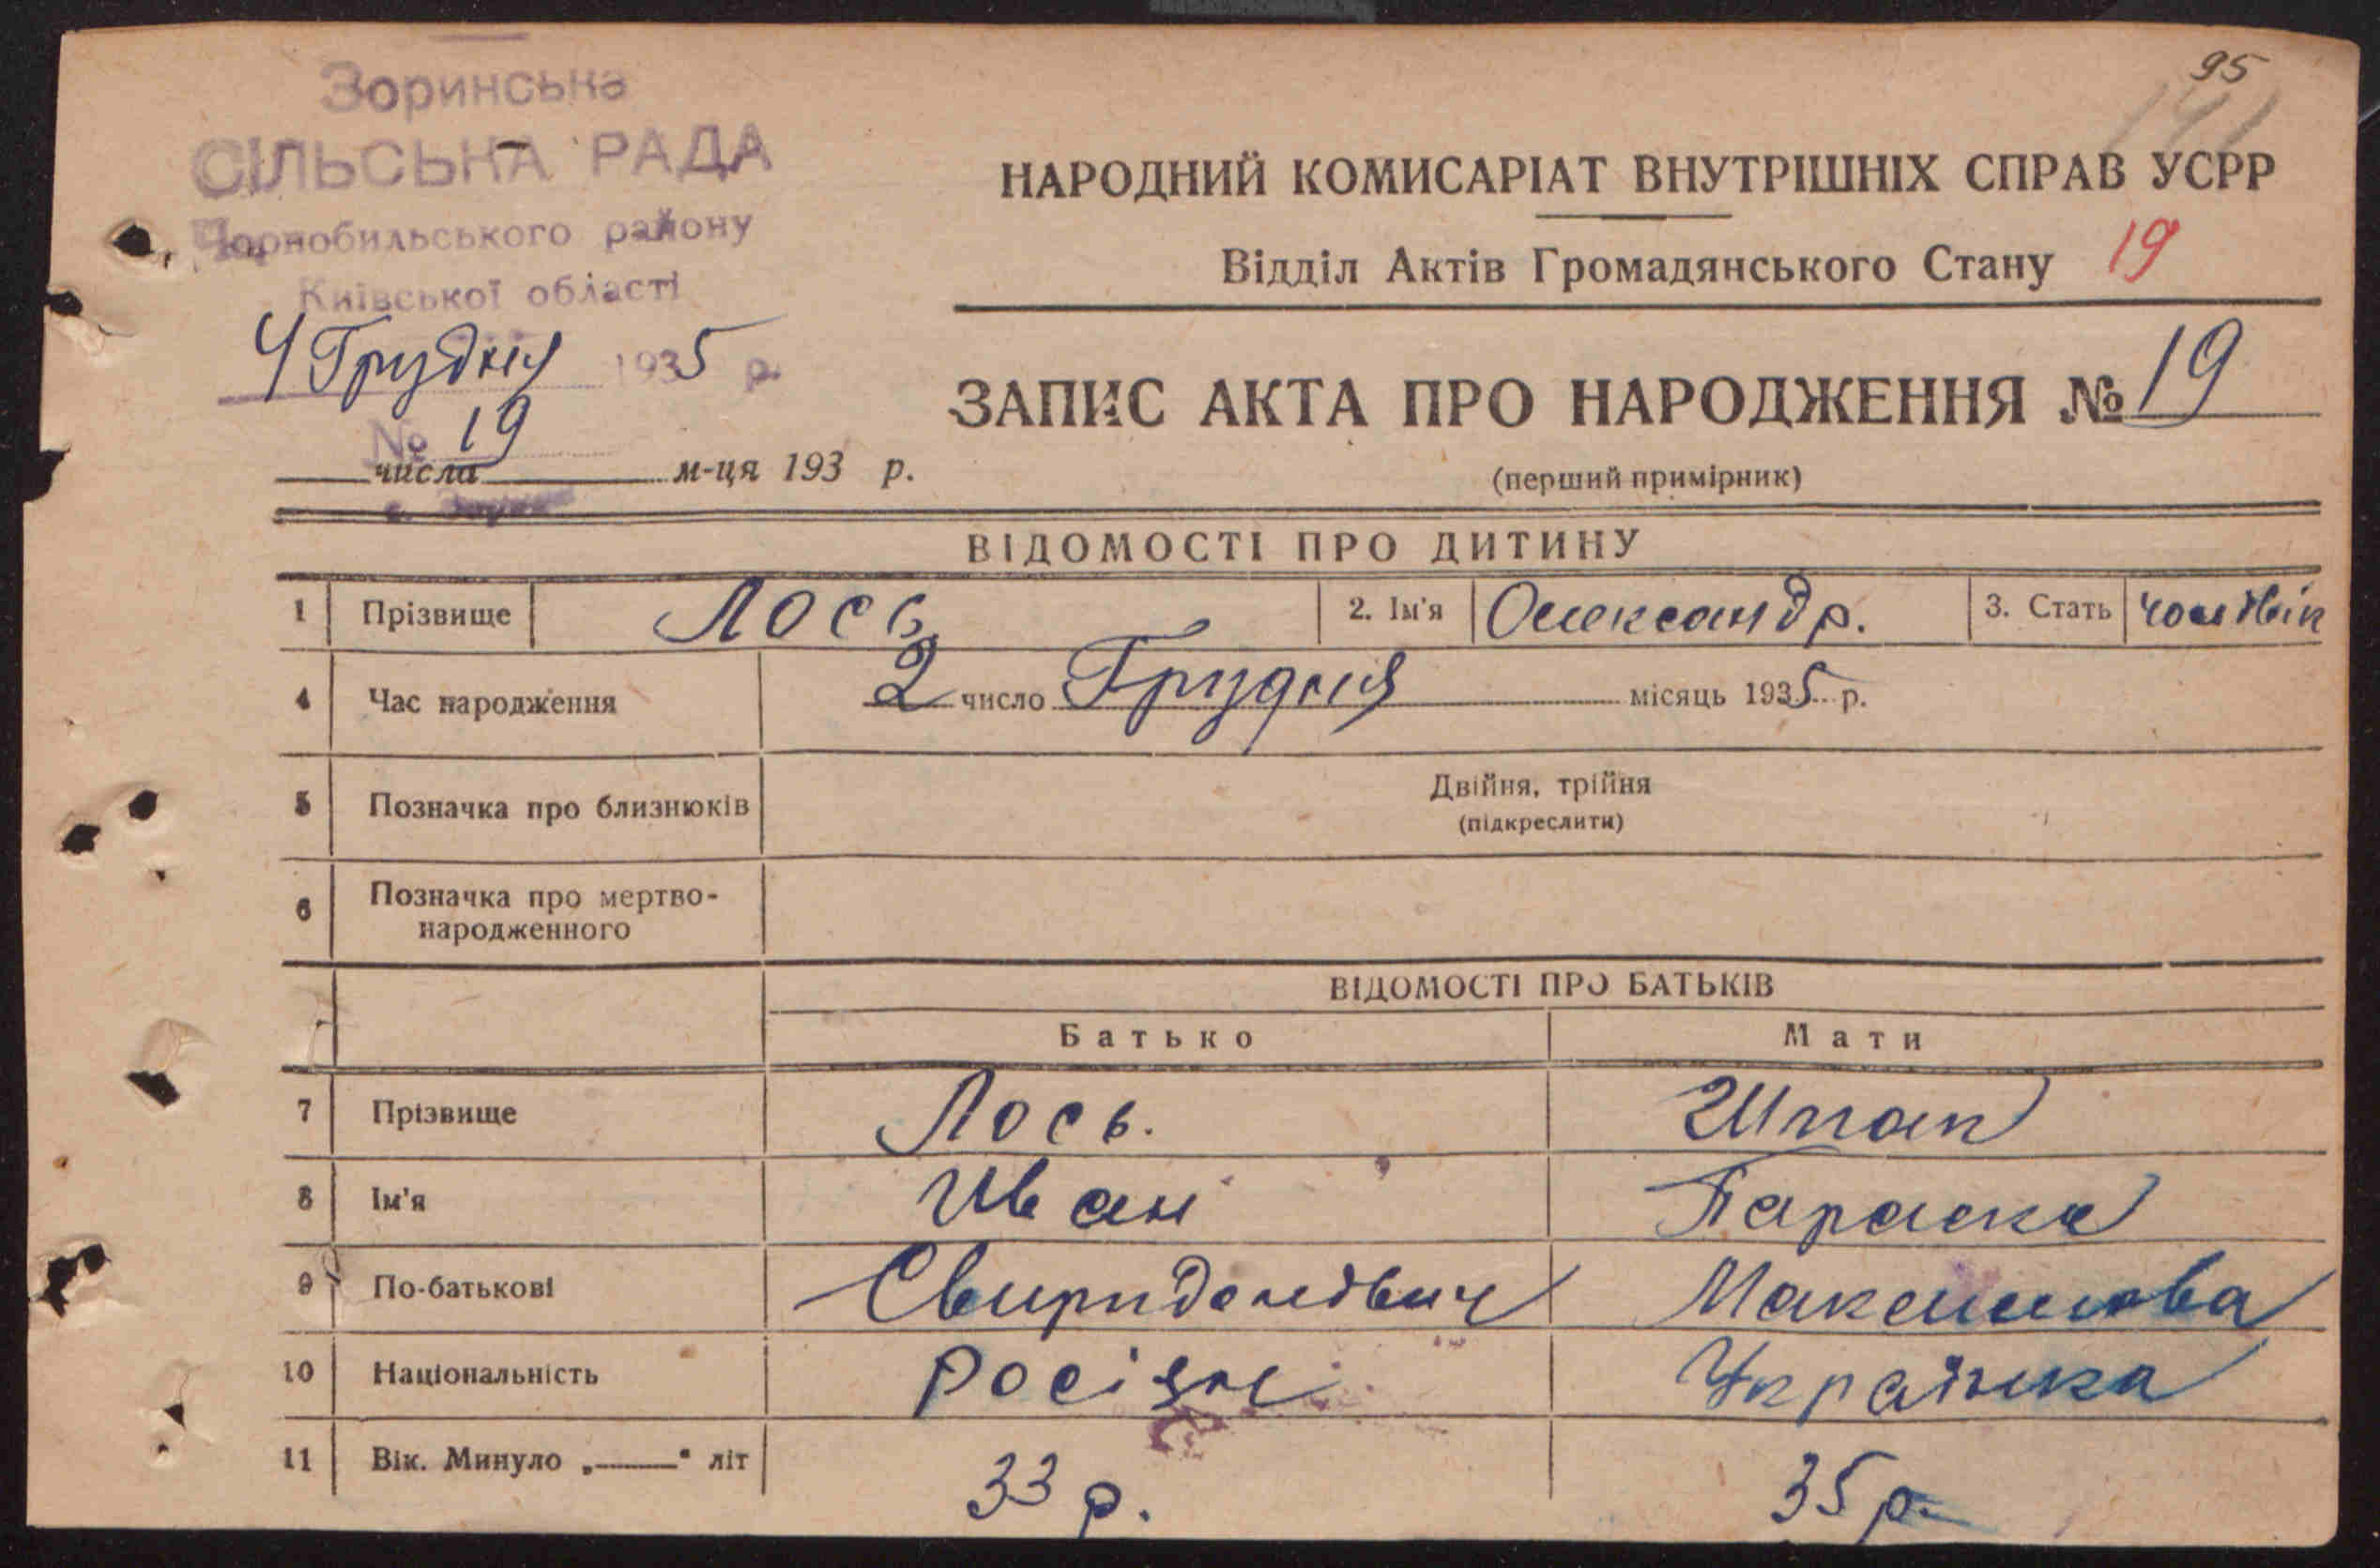 95
191
Зоринська
СІЛЬСЬКА РАДА
Чорнобильського району
Київської області
4 Грудня 1935 р.
№ 19
числа м-ця 193 р.
НАРОДНИЙ КОМИСАРІАТ ВНУТРІШНІХ СПРАВ УСРР
Відділ Актів Громадянського Стану 19
ЗАПИС АКТА ПРО НАРОДЖЕННЯ № 19
(перший примірник)
ВІДОМОСТІ ПРО ДИТИНУ
1 Прізвище Лось 2. Ім'я Олександр. 3. Стать
4 Час народження 2 число Грудня місяць 1935 р.
5 Позначка про близнюків Двійня, трійня
(підкреслити)
6 Позначка про мертво-
народженного
ВІДОМОСТІ ПРО БАТЬКІВ
Батько Мати
7 Прізвище Лось. Шпак
8 Ім'я Иван Параска
9 По-батькові Свиридонович Максимова
10 Національність Росіян Українка
11 Вік. Минуло „——“ літ 33 р. 35 р.